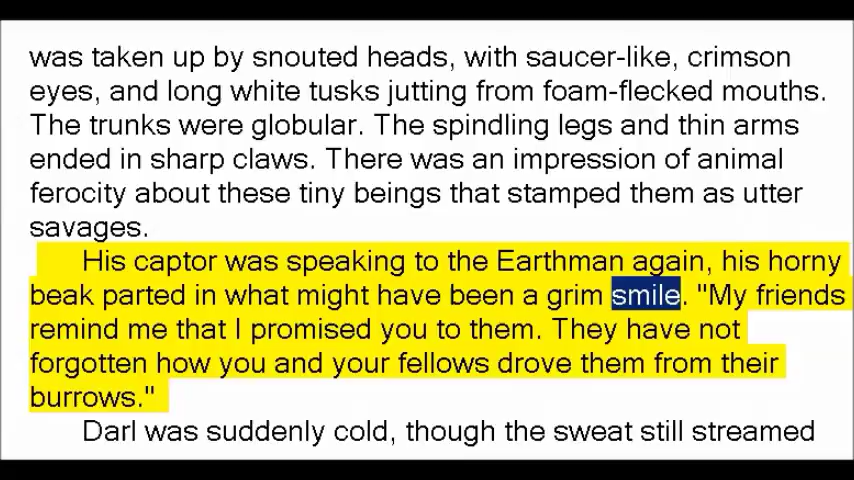 was taken up by snouted heads, with saucer-like, crimson
eyes, and long white tusks jutting from foam-flecked mouths.
The trunks were globular. The spindling legs and thin arms
ended in sharp claws. There was an impression of animal
ferocity about these tiny beings that stamped them as utter
savages.
His captor was speaking to the Earthman again, his horny
beak parted in what might have been a grim smile. "My friends
remind me that I promised you to them. They have not
forgotten how you and your fellows drove them from their
burrows."
Darl was suddenly cold, though the sweat still streamed